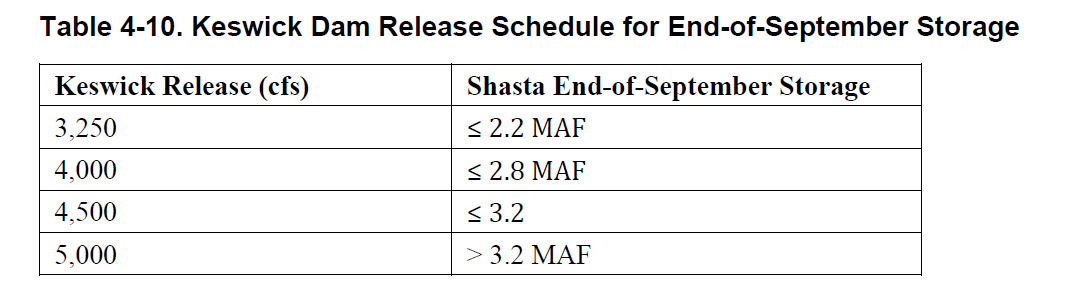 Table 4-10. Keswick Dam Release Schedule for End-of-September Storage
Keswick Release (cfs) Shasta End-of-September Storage
3,250 ≤ 2.2 MAF
4,000 ≤ 2.8 MAF
4,500 ≤ 3.2
5,000 > 3.2 MAF